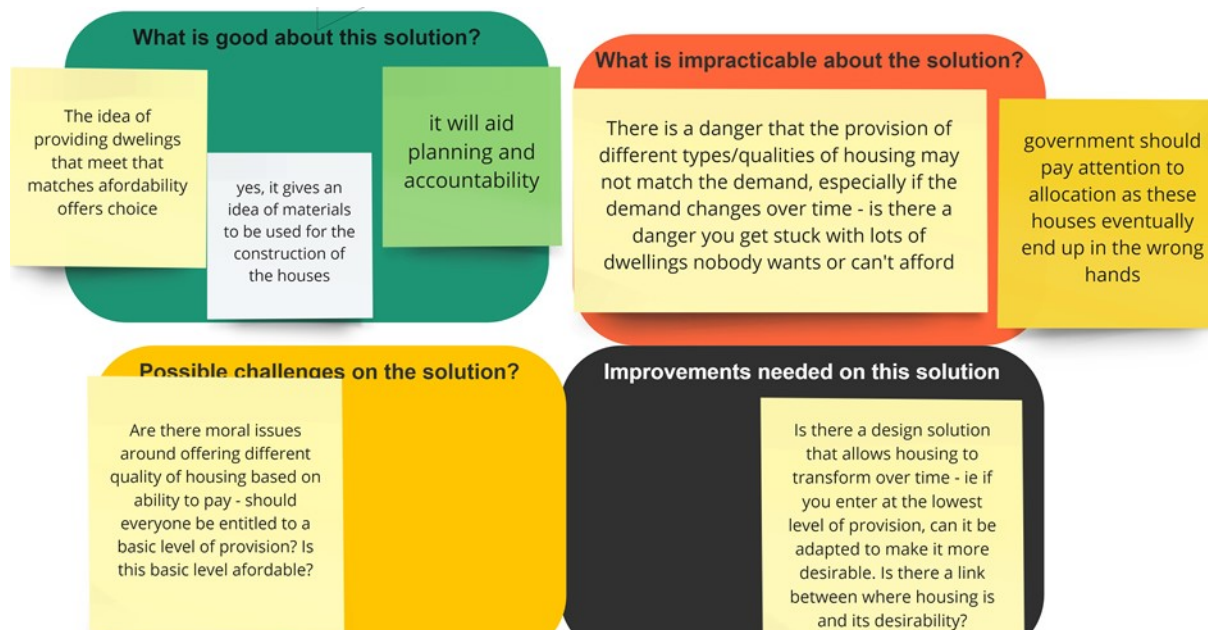 What is good about this solution?
The idea of
providing dwelings
that meet that
matches afordability
offers choice
yes, it gives an
idea of materials
to be used for the
construction of
the houses
it will aid
planning and
accountability
What is impracticable about the solution?
There is a danger that the provision of
different types/qualities of housing may
not match the demand, especially if the
demand changes over time - is there a
danger you get stuck with lots of
dwellings nobody wants or can't afford
government should
pay attention to
allocation as these
houses eventually
end up in the wrong
hands
Possible challenges on the solution?
Are there moral issues
around offering different
quality of housing based on
ability to pay - should
everyone be entitled to a
basic level of provision? Is
this basic level afordable?
Improvements needed on this solution
Is there a design solution
that allows housing to
transform over time - ie if
you enter at the lowest
level of provision, can it be
adapted to make it more
desirable. Is there a link
between where housing is
and its desirability?